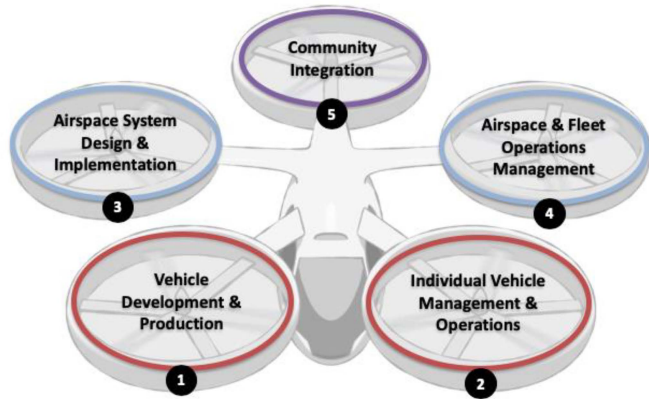 Community
Integration
5
Airspace System
Design &
Implementation
3
Airspace & Fleet
Operations
Management
4
Vehicle
Development &
Production
1
Individual Vehicle
Management &
Operations
2